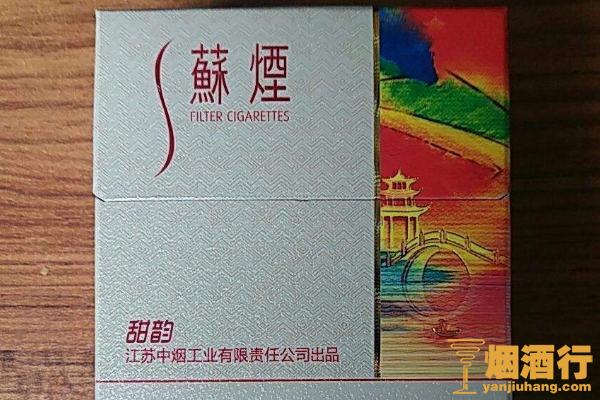 蘇煙
FILTER CIGARETTES
甜韵
江苏中烟工业有限责任公司出品
烟酒行
yanjiuhang.com